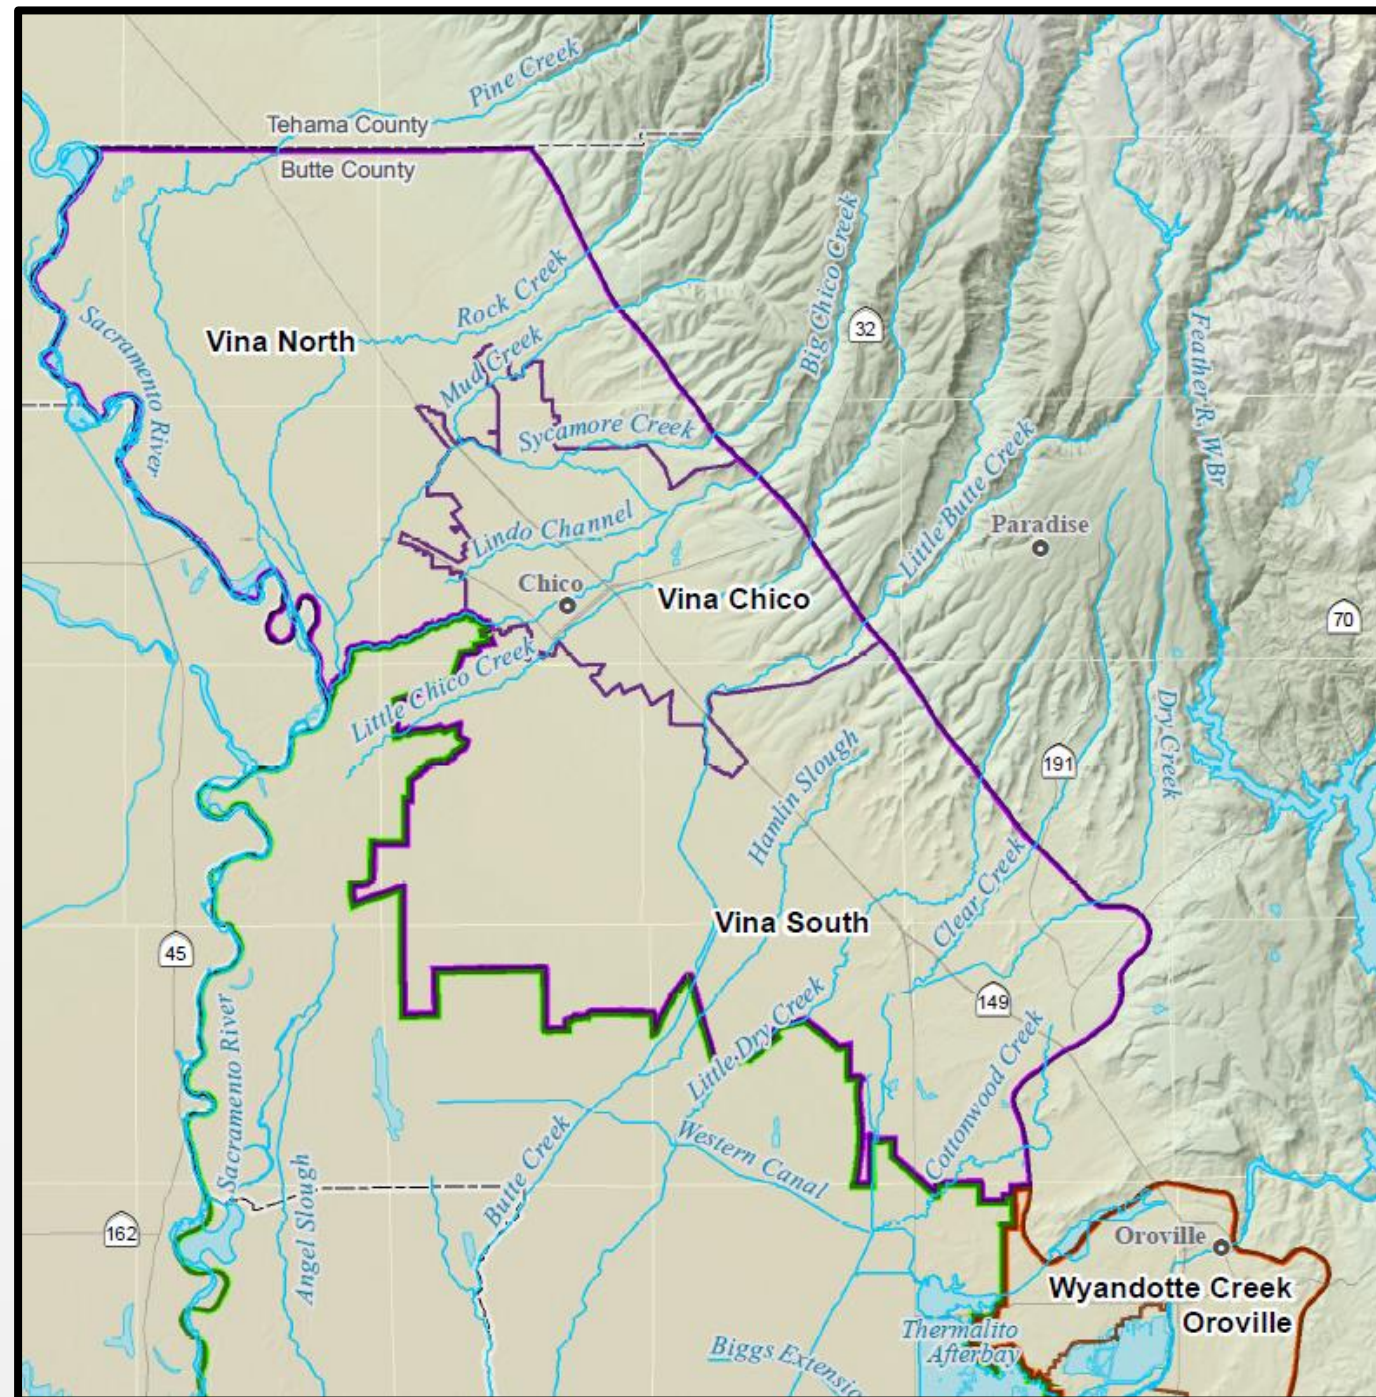 Pine Creek
Tehama County
Butte County
Rock Creek
Big Chico Creek
32
Feather R, W Br
Sacramento River
Vina North
Mud Creek
Sycamore Creek
Little Butte Creek
Lindo Channel
Paradise
Chico
Vina Chico
70
Little Chico Creek
Dry Creek
Hamlin Slough
191
Clear Creek
Vina South
45
149
Little Dry Creek
Sacramento River
Cottonwood Creek
Western Canal
Butte Creek
Angel Slough
162
Oroville
Wyandotte Creek
Oroville
Thermalito
Afterbay
Biggs Extensio